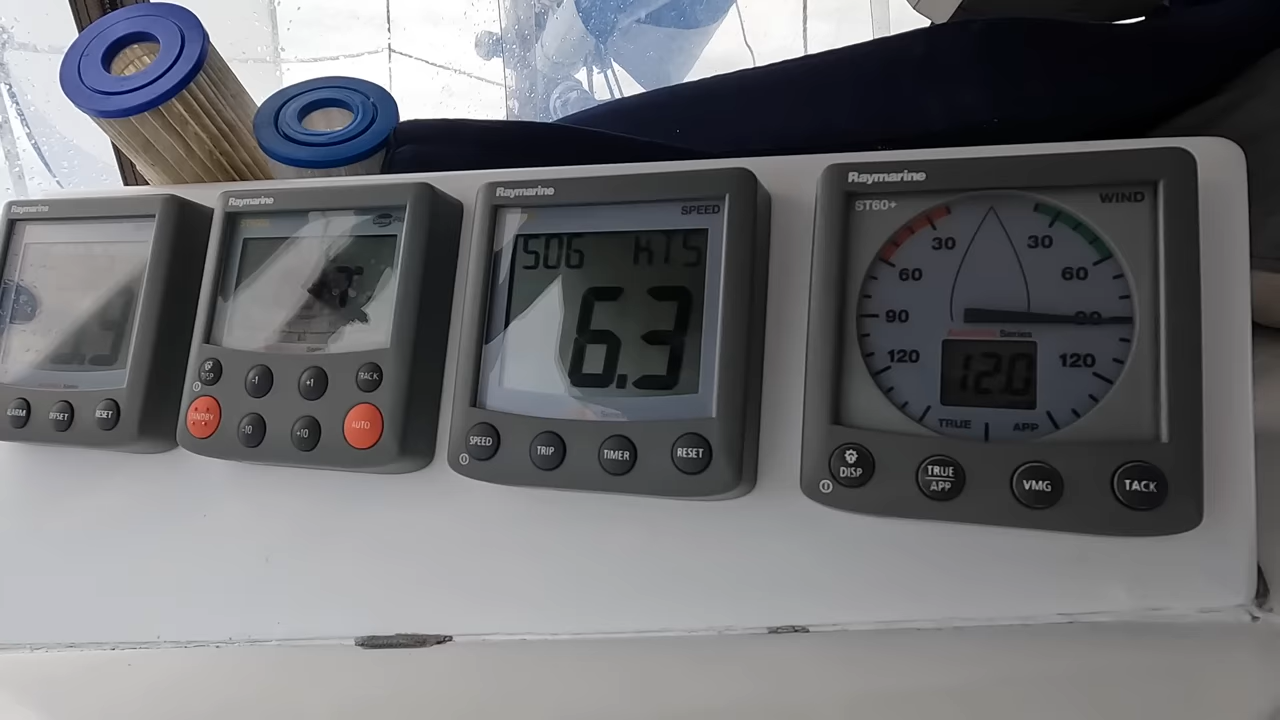 Raymarine
ALARM
OFFSET
RESET
Raymarine
DISP
-1
+1
TRACK
STANDBY
-10
+10
AUTO
Raymarine
SPEED
SOG KTS
6.3
SPEED
TRIP
TIMER
RESET
Raymarine
ST60+
WIND
30 30
60 60
90 90
Series
120 120
12.0
TRUE APP
DISP
TRUE
APP
VMG
TACK